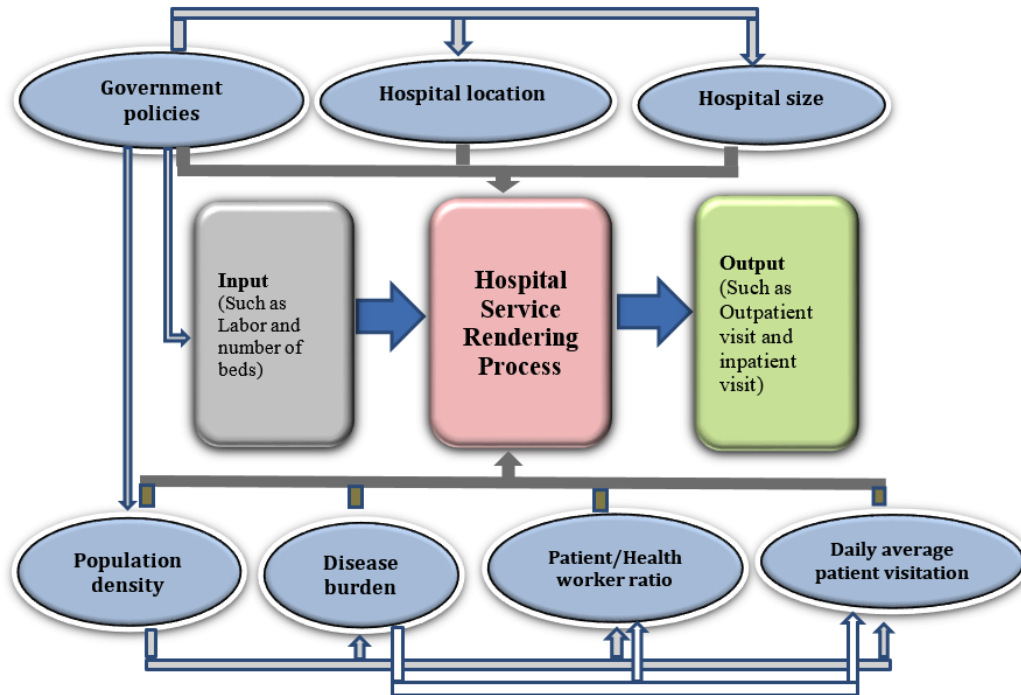 Government
policies
Hospital location
Hospital size
Input
(Such as
Labor and
number of
beds)
Hospital
Service
Rendering
Process
Output
(Such as
Outpatient
visit and
inpatient
visit)
Population
density
Disease
burden
Patient/Health
worker ratio
Daily average
patient visitation